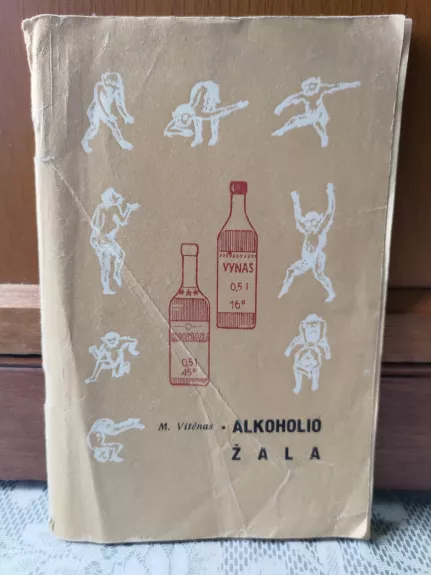 VYNAS
0,5 l
16°
0,5 l
45°
M. Vitėnas • ALKOHOLIO
ŽALA